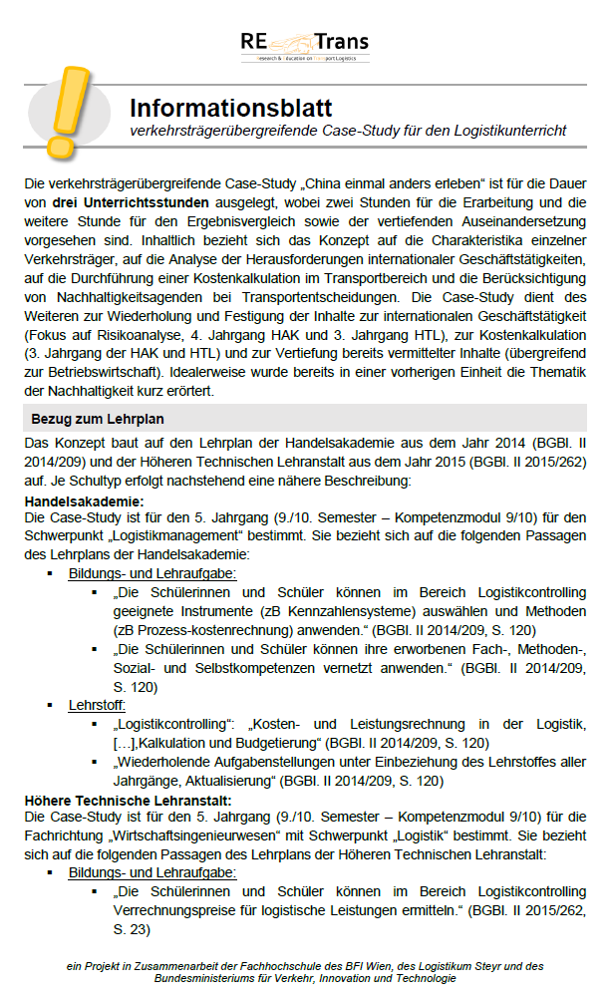 RE Trans
Research & Education on Transport Logistics
Informationsblatt
verkehrsträgerübergreifende Case-Study für den Logistikunterricht
Die verkehrsträgerübergreifende Case-Study „China einmal anders erleben“ ist für die Dauer
von drei Unterrichtsstunden ausgelegt, wobei zwei Stunden für die Erarbeitung und die
weitere Stunde für den Ergebnisvergleich sowie der vertiefenden Auseinandersetzung
vorgesehen sind. Inhaltlich bezieht sich das Konzept auf die Charakteristika einzelner
Verkehrsträger, auf die Analyse der Herausforderungen internationaler Geschäftstätigkeiten,
auf die Durchführung einer Kostenkalkulation im Transportbereich und die Berücksichtigung
von Nachhaltigkeitsagenden bei Transportentscheidungen. Die Case-Study dient des
Weiteren zur Wiederholung und Festigung der Inhalte zur internationalen Geschäftstätigkeit
(Fokus auf Risikoanalyse, 4. Jahrgang HAK und 3. Jahrgang HTL), zur Kostenkalkulation
(3. Jahrgang der HAK und HTL) und zur Vertiefung bereits vermittelter Inhalte (übergreifend
zur Betriebswirtschaft). Idealerweise wurde bereits in einer vorherigen Einheit die Thematik
der Nachhaltigkeit kurz erörtert.
Bezug zum Lehrplan
Das Konzept baut auf den Lehrplan der Handelsakademie aus dem Jahr 2014 (BGBl. II
2014/209) und der Höheren Technischen Lehranstalt aus dem Jahr 2015 (BGBl. II 2015/262)
auf. Je Schultyp erfolgt nachstehend eine nähere Beschreibung:
Handelsakademie:
Die Case-Study ist für den 5. Jahrgang (9./10. Semester – Kompetenzmodul 9/10) für den
Schwerpunkt „Logistikmanagement“ bestimmt. Sie bezieht sich auf die folgenden Passagen
des Lehrplans der Handelsakademie:
▪ Bildungs- und Lehraufgabe:
▪ „Die Schülerinnen und Schüler können im Bereich Logistikcontrolling
geeignete Instrumente (zB Kennzahlensysteme) auswählen und Methoden
(zB Prozess-kostenrechnung) anwenden.“ (BGBl. II 2014/209, S. 120)
▪ „Die Schülerinnen und Schüler können ihre erworbenen Fach-, Methoden-,
Sozial- und Selbstkompetenzen vernetzt anwenden.“ (BGBl. II 2014/209,
S. 120)
▪ Lehrstoff:
▪ „Logistikcontrolling“: „Kosten- und Leistungsrechnung in der Logistik,
[…],Kalkulation und Budgetierung“ (BGBl. II 2014/209, S. 120)
▪ „Wiederholende Aufgabenstellungen unter Einbeziehung des Lehrstoffes aller
Jahrgänge, Aktualisierung“ (BGBl. II 2014/209, S. 120)
Höhere Technische Lehranstalt:
Die Case-Study ist für den 5. Jahrgang (9./10. Semester – Kompetenzmodul 9/10) für die
Fachrichtung „Wirtschaftsingenieurwesen“ mit Schwerpunkt „Logistik“ bestimmt. Sie bezieht
sich auf die folgenden Passagen des Lehrplans der Höheren Technischen Lehranstalt:
▪ Bildungs- und Lehraufgabe:
▪ „Die Schülerinnen und Schüler können im Bereich Logistikcontrolling
Verrechnungspreise für logistische Leistungen ermitteln.“ (BGBl. II 2015/262,
S. 23)
ein Projekt in Zusammenarbeit der Fachhochschule des BFI Wien, des Logistikum Steyr und des
Bundesministeriums für Verkehr, Innovation und Technologie